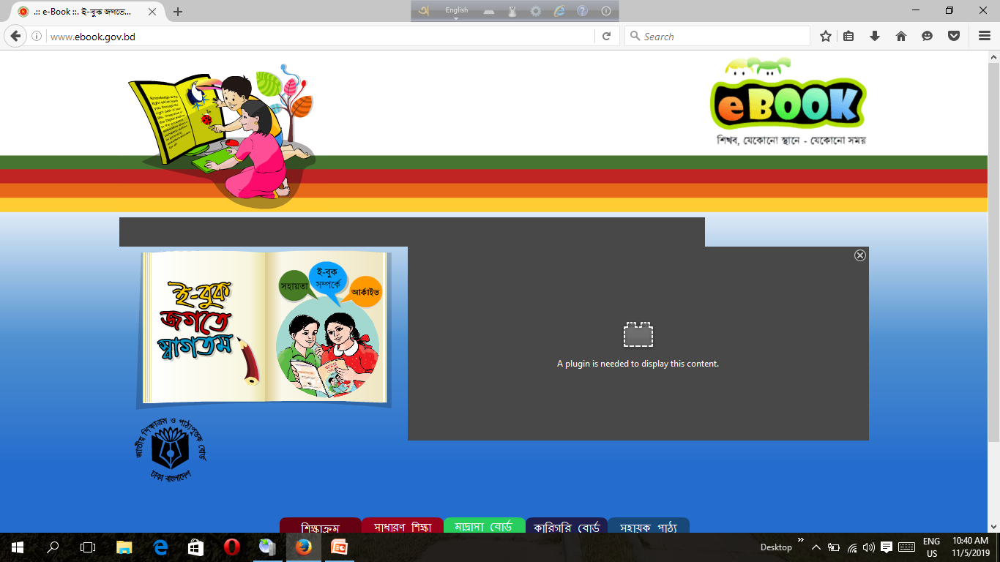 .:: e-Book ::. ই-বুক জগতে...
English
www.ebook.gov.bd
Search
eBOOK
শিখব, যেকোনো স্থানে - যেকোনো সময়
ই-বুক
জগতে
স্বাগতম
সহায়তা
ই-বুক
সম্পর্কে
আর্কাইভ
A plugin is needed to display this content.
জাতীয় শিক্ষাক্রম ও পাঠ্যপুস্তক বোর্ড
ঢাকা বাংলাদেশ
শিক্ষাক্রম
সাধারণ শিক্ষা
মাদ্রাসা বোর্ড
কারিগরি বোর্ড
সহায়ক পাঠ্য
Desktop
ENG
US
10:40 AM
11/5/2019